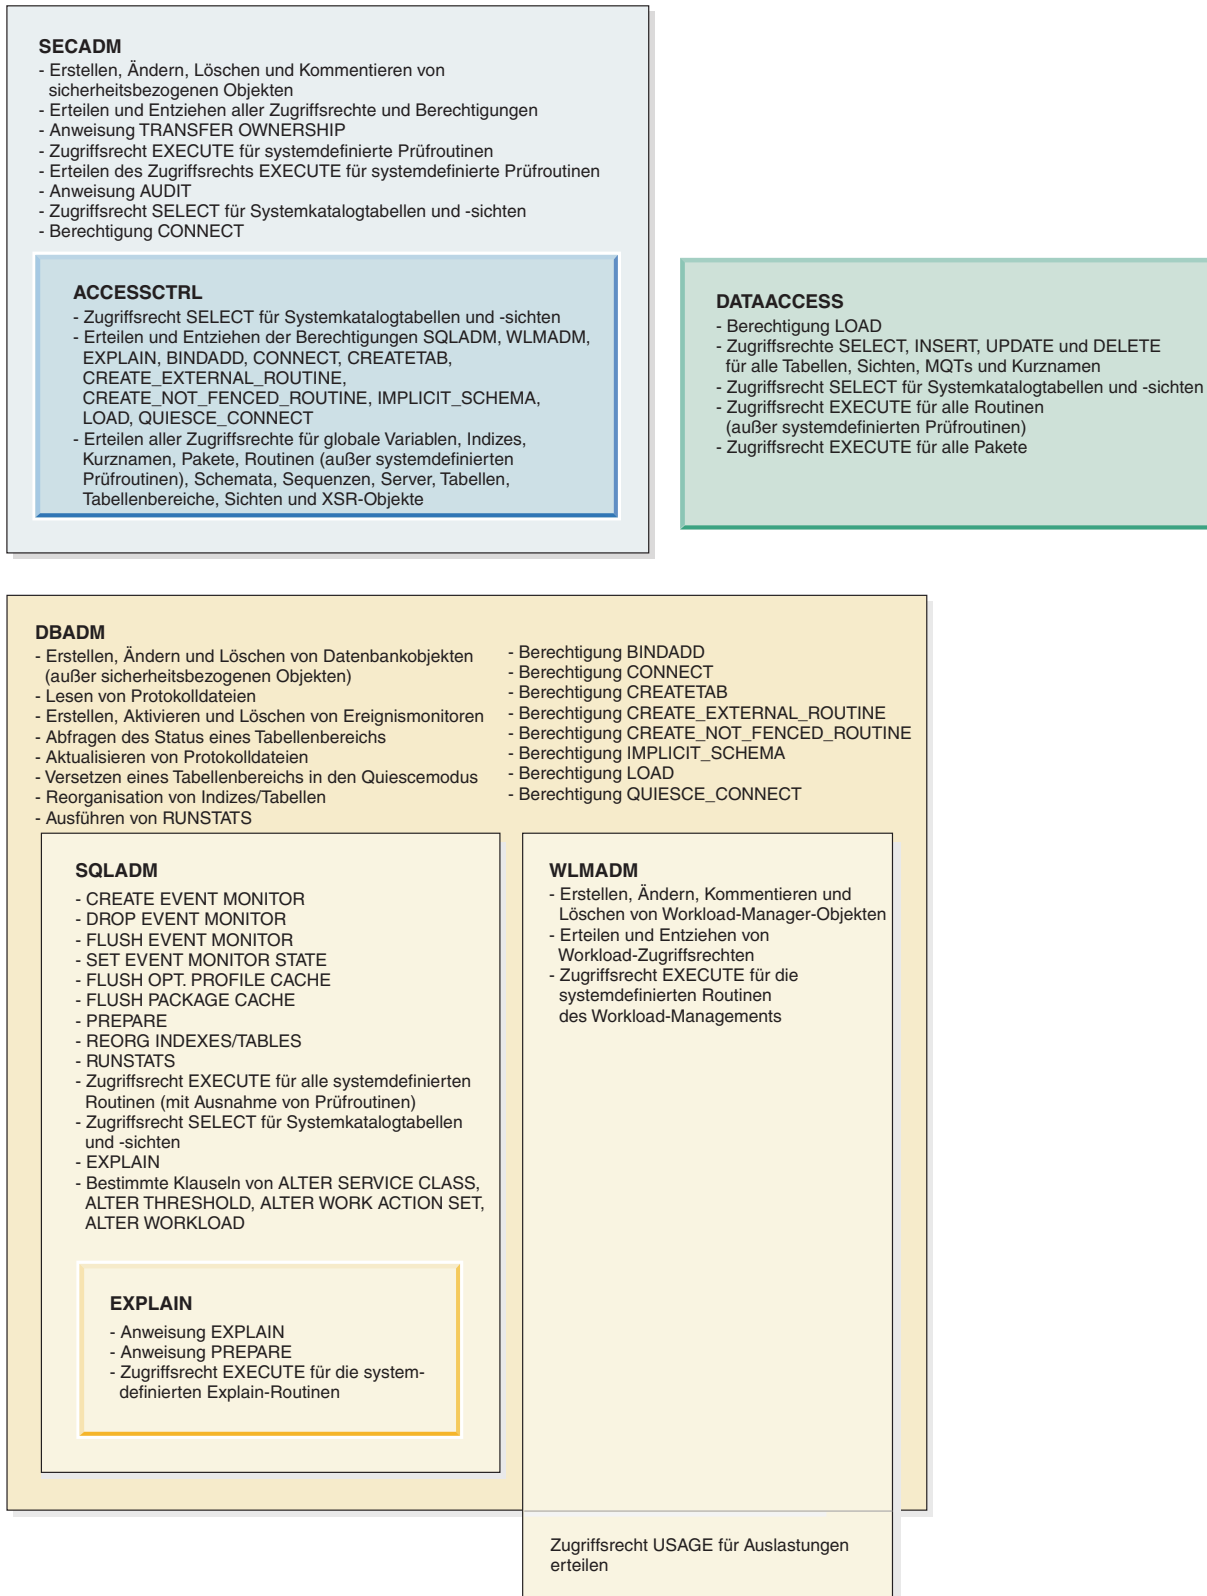 SECADM
- Erstellen, Ändern, Löschen und Kommentieren von
sicherheitsbezogenen Objekten
- Erteilen und Entziehen aller Zugriffsrechte und Berechtigungen
- Anweisung TRANSFER OWNERSHIP
- Zugriffsrecht EXECUTE für systemdefinierte Prüfroutinen
- Erteilen des Zugriffsrechts EXECUTE für systemdefinierte Prüfroutinen
- Anweisung AUDIT
- Zugriffsrecht SELECT für Systemkatalogtabellen und -sichten
- Berechtigung CONNECT
ACCESSCTRL
- Zugriffsrecht SELECT für Systemkatalogtabellen und -sichten
- Erteilen und Entziehen der Berechtigungen SQLADM, WLMADM,
EXPLAIN, BINDADD, CONNECT, CREATETAB,
CREATE_EXTERNAL_ROUTINE,
CREATE_NOT_FENCED_ROUTINE, IMPLICIT_SCHEMA,
LOAD, QUIESCE_CONNECT
- Erteilen aller Zugriffsrechte für globale Variablen, Indizes,
Kurznamen, Pakete, Routinen (außer systemdefinierten
Prüfroutinen), Schemata, Sequenzen, Server, Tabellen,
Tabellenbereiche, Sichten und XSR-Objekte
DATAACCESS
- Berechtigung LOAD
- Zugriffsrechte SELECT, INSERT, UPDATE und DELETE
für alle Tabellen, Sichten, MQTs und Kurznamen
- Zugriffsrecht SELECT für Systemkatalogtabellen und -sichten
- Zugriffsrecht EXECUTE für alle Routinen
(außer systemdefinierten Prüfroutinen)
- Zugriffsrecht EXECUTE für alle Pakete
DBADM
- Erstellen, Ändern und Löschen von Datenbankobjekten
(außer sicherheitsbezogenen Objekten)
- Lesen von Protokolldateien
- Erstellen, Aktivieren und Löschen von Ereignismonitoren
- Abfragen des Status eines Tabellenbereichs
- Aktualisieren von Protokolldateien
- Versetzen eines Tabellenbereichs in den Quiescemodus
- Reorganisation von Indizes/Tabellen
- Ausführen von RUNSTATS
- Berechtigung BINDADD
- Berechtigung CONNECT
- Berechtigung CREATETAB
- Berechtigung CREATE_EXTERNAL_ROUTINE
- Berechtigung CREATE_NOT_FENCED_ROUTINE
- Berechtigung IMPLICIT_SCHEMA
- Berechtigung LOAD
- Berechtigung QUIESCE_CONNECT
SQLADM
- CREATE EVENT MONITOR
- DROP EVENT MONITOR
- FLUSH EVENT MONITOR
- SET EVENT MONITOR STATE
- FLUSH OPT. PROFILE CACHE
- FLUSH PACKAGE CACHE
- PREPARE
- REORG INDEXES/TABLES
- RUNSTATS
- Zugriffsrecht EXECUTE für alle systemdefinierten
Routinen (mit Ausnahme von Prüfroutinen)
- Zugriffsrecht SELECT für Systemkatalogtabellen
und -sichten
- EXPLAIN
- Bestimmte Klauseln von ALTER SERVICE CLASS,
ALTER THRESHOLD, ALTER WORK ACTION SET,
ALTER WORKLOAD
EXPLAIN
- Anweisung EXPLAIN
- Anweisung PREPARE
- Zugriffsrecht EXECUTE für die system-
definierten Explain-Routinen
WLMADM
- Erstellen, Ändern, Kommentieren und
Löschen von Workload-Manager-Objekten
- Erteilen und Entziehen von
Workload-Zugriffsrechten
- Zugriffsrecht EXECUTE für die
systemdefinierten Routinen
des Workload-Managements
Zugriffsrecht USAGE für Auslastungen
erteilen